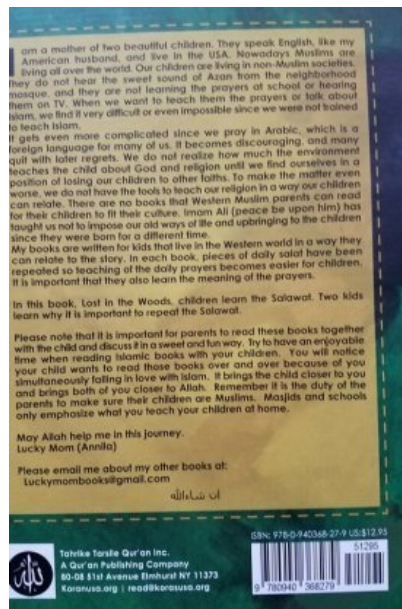 I am a mother of two beautiful children. They speak English, like my
American husband, and live in the USA. Nowadays Muslims are
living all over the world. Our children are living in non-Muslim societies.
They do not hear the sweet sound of Azan from the neighborhood
mosque, and they are not learning the prayers at school or hearing
them on TV. When we want to teach them the prayers or talk about
Islam, we find it very difficult or even impossible since we were not trained
to teach Islam.
It gets even more complicated since we pray in Arabic, which is a
foreign language for many of us. It becomes discouraging, and many
quit with later regrets. We do not realize how much the environment
teaches the child about God and religion until we find ourselves in a
position of losing our children to other faiths. To make the matter even
worse, we do not have the tools to teach our religion in a way our children
can relate. There are no books that Western Muslim parents can read
for their children to fit their culture. Imam Ali (peace be upon him) has
taught us not to impose our old ways of life and upbringing to the children
since they were born for a different time.
My books are written for kids that live in the Western world in a way they
can relate to the story. In each book, pieces of daily salat have been
repeated so teaching of the daily prayers becomes easier for children.
It is important that they also learn the meaning of the prayers.
In this book, Lost in the Woods, children learn the Salawat. Two kids
learn why it is important to repeat the Salawat.
Please note that it is important for parents to read these books together
with the child and discuss it in a sweet and fun way. Try to have an enjoyable
time when reading Islamic books with your children. You will notice
your child wants to read those books over and over because of you
simultaneously falling in love with Islam. It brings the child closer to you
and brings both of you closer to Allah. Remember it is the duty of the
parents to make sure their children are Muslims. Masjids and schools
only emphasize what you teach your children at home.
May Allah help me in this journey.
Lucky Mom (Annila)
Please email me about my other books at:
Luckymombooks@gmail.com
ان شاءالله
ISBN: 978-0-940368-27-9 US:$12.95
51295
Tahrike Tarsile Qur'an Inc.
A Qur'an Publishing Company
80-08 51st Avenue Elmhurst NY 11373
Koranusa.org | read@korausa.org
9 780940 368279